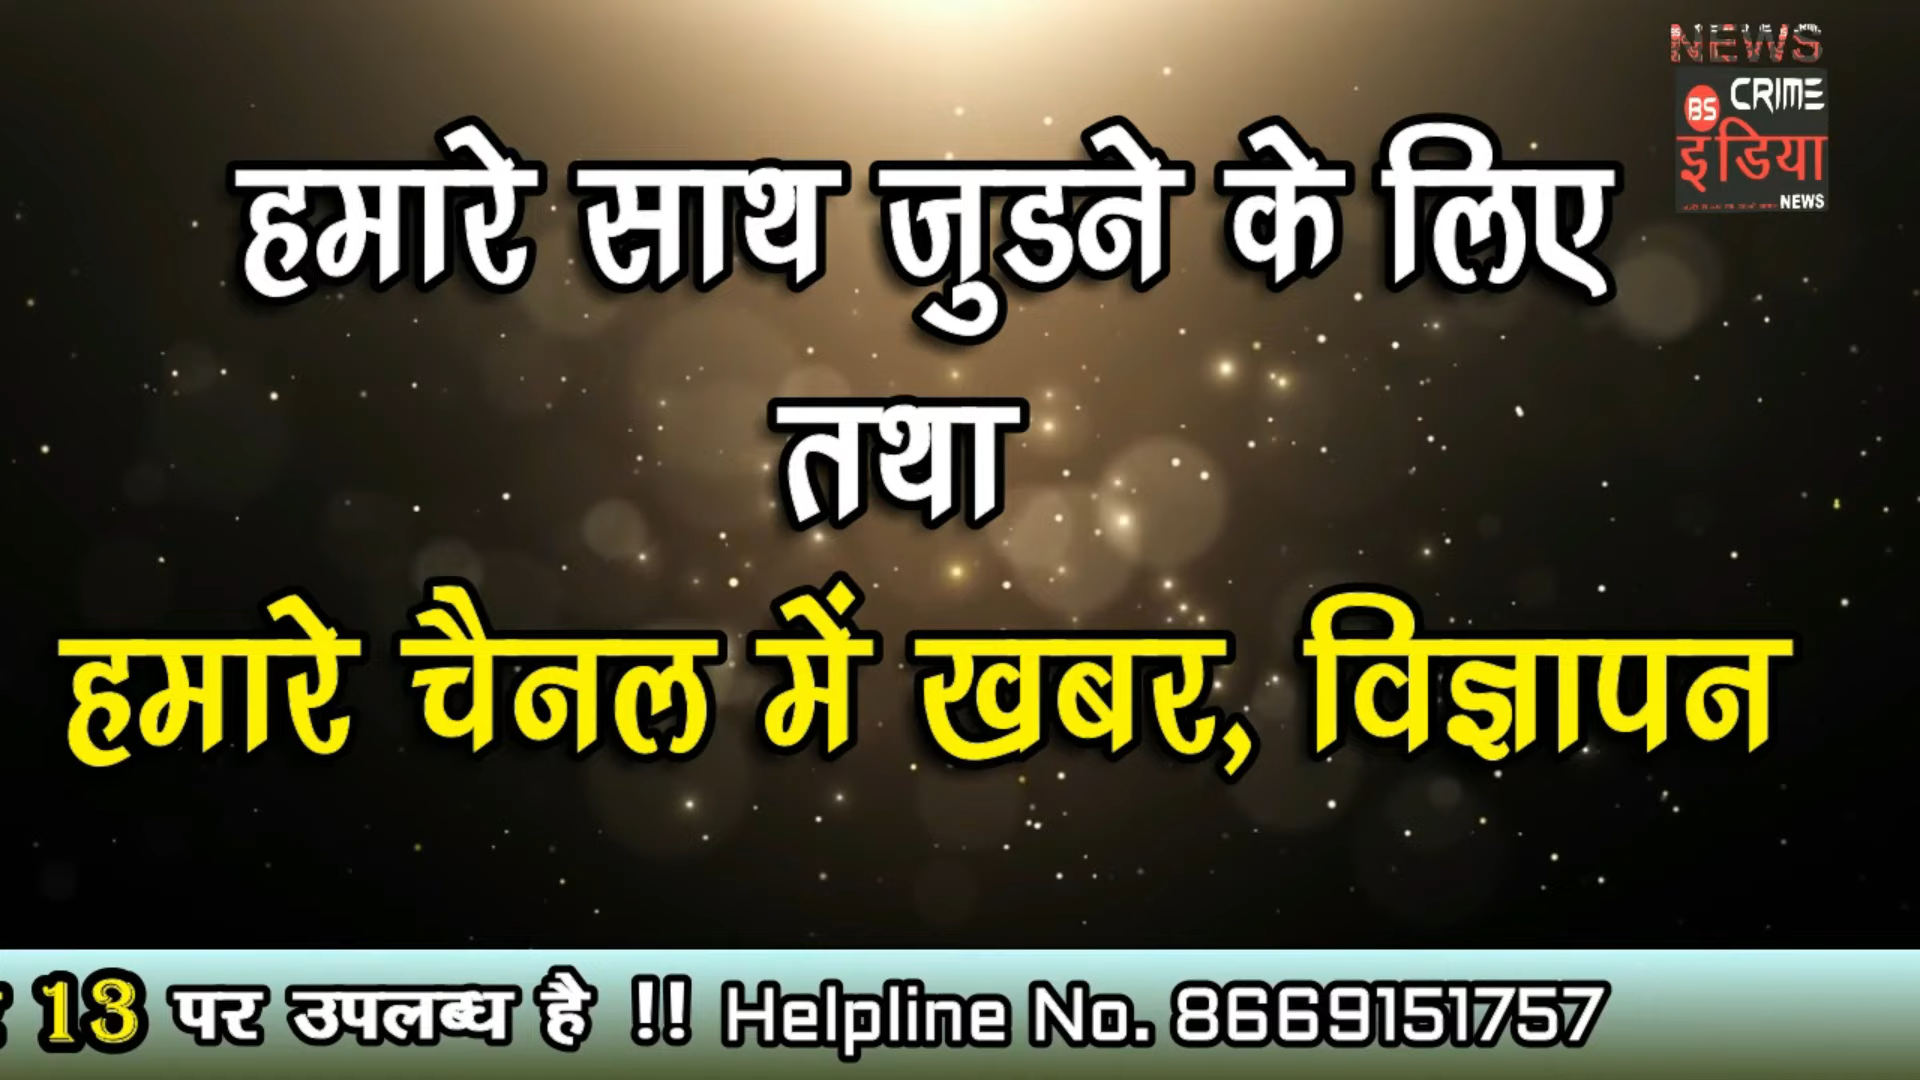 NEWS
BS CRIME
इंडिया
NEWS
हमारे साथ जुडने के लिए
तथा
हमारे चैनल में खबर, विज्ञापन
13 पर उपलब्ध है !! Helpline No. 8669151757